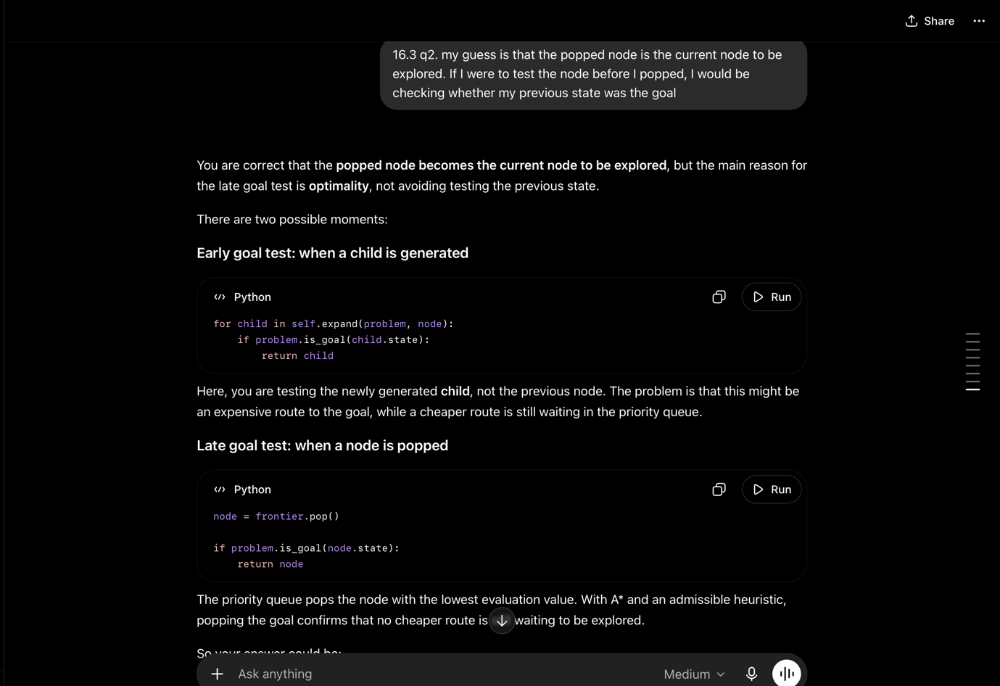 Share
16.3 q2. my guess is that the popped node is the current node to be
explored. If I were to test the node before I popped, I would be
checking whether my previous state was the goal
You are correct that the popped node becomes the current node to be explored, but the main reason for
the late goal test is optimality, not avoiding testing the previous state.
There are two possible moments:
Early goal test: when a child is generated
Python
Run
for child in self.expand(problem, node):
    if problem.is_goal(child.state):
        return child
Here, you are testing the newly generated child, not the previous node. The problem is that this might be
an expensive route to the goal, while a cheaper route is still waiting in the priority queue.
Late goal test: when a node is popped
Python
Run
node = frontier.pop()
if problem.is_goal(node.state):
    return node
The priority queue pops the node with the lowest evaluation value. With A* and an admissible heuristic,
popping the goal confirms that no cheaper route is waiting to be explored.
So your answer could be:
Ask anything
Medium